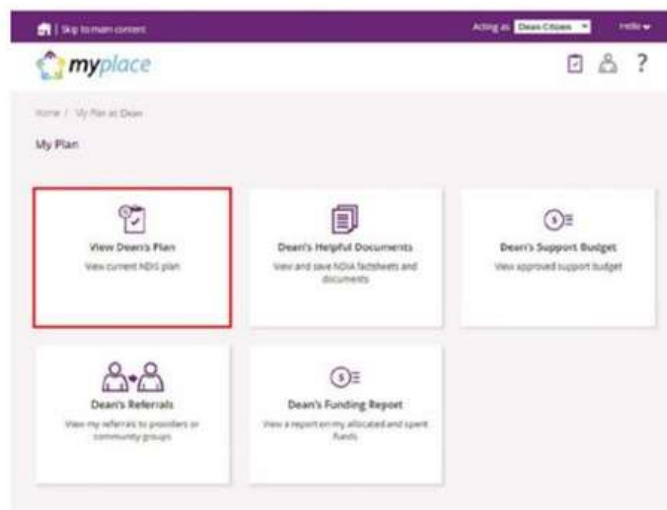 Skip to main content
Acting as Dean Citizen
Hello
myplace
?
Home / My Plan as Dean
My Plan
View Dean's Plan
View current NDIS plan
Dean's Helpful Documents
View and save NDIA factsheets and
documents
Dean's Support Budget
View approved support budget
Dean's Referrals
View my referrals to providers or
community groups
Dean's Funding Report
View a report on my allocated and spent
funds